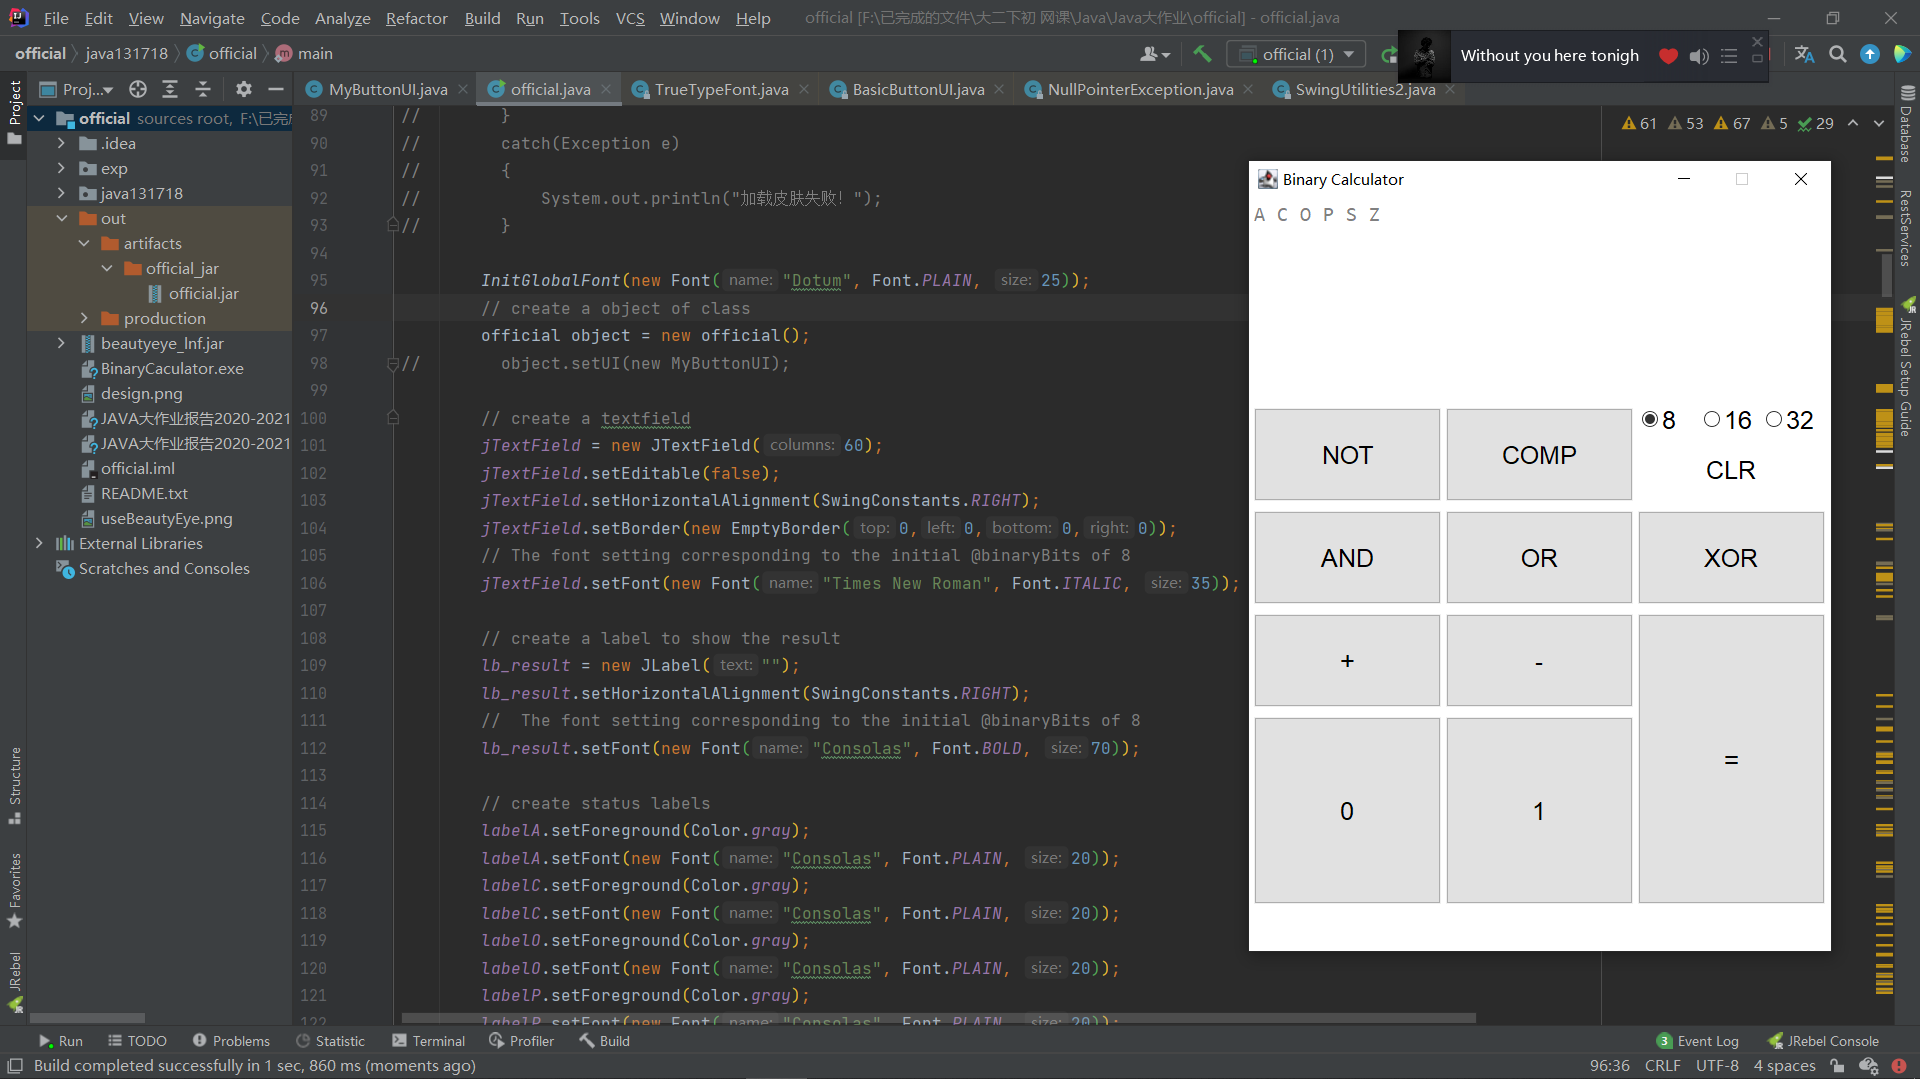 File Edit View Navigate Code Analyze Refactor Build Run Tools VCS Window Help official [F:\已完成的文件\大二下初 网课\Java\Java大作业\official] - official.java
official java131718 official main official (1)
Without you here tonigh
Project
Proj...
MyButtonUI.java official.java TrueTypeFont.java BasicButtonUI.java NullPointerException.java SwingUtilities2.java
official sources root, F:\已完
.idea
exp
java131718
out
artifacts
official_jar
official.jar
production
beautyeye_lnf.jar
BinaryCaculator.exe
design.png
JAVA大作业报告2020-2021
JAVA大作业报告2020-2021
official.iml
README.txt
useBeautyEye.png
External Libraries
Scratches and Consoles
61 53 67 5 29
89 // }
90 // catch(Exception e)
91 // {
92 // System.out.println("加载皮肤失败! ");
93 // }
94
95 InitGlobalFont(new Font( name: "Dotum", Font.PLAIN, size: 25));
96 // create a object of class
97 official object = new official();
98 // object.setUI(new MyButtonUI);
99
100 // create a textfield
101 jTextField = new JTextField( columns: 60);
102 jTextField.setEditable(false);
103 jTextField.setHorizontalAlignment(SwingConstants.RIGHT);
104 jTextField.setBorder(new EmptyBorder( top: 0, left: 0, bottom: 0, right: 0));
105 // The font setting corresponding to the initial @binaryBits of 8
106 jTextField.setFont(new Font( name: "Times New Roman", Font.ITALIC, size: 35));
107
108 // create a label to show the result
109 lb_result = new JLabel( text: "");
110 lb_result.setHorizontalAlignment(SwingConstants.RIGHT);
111 // The font setting corresponding to the initial @binaryBits of 8
112 lb_result.setFont(new Font( name: "Consolas", Font.BOLD, size: 70));
113
114 // create status labels
115 labelA.setForeground(Color.gray);
116 labelA.setFont(new Font( name: "Consolas", Font.PLAIN, size: 20));
117 labelC.setForeground(Color.gray);
118 labelC.setFont(new Font( name: "Consolas", Font.PLAIN, size: 20));
119 labelO.setForeground(Color.gray);
120 labelO.setFont(new Font( name: "Consolas", Font.PLAIN, size: 20));
121 labelP.setForeground(Color.gray);
122 labelP.setFont(new Font( name: "Consolas", Font.PLAIN, size: 20));
Binary Calculator
A C O P S Z
8 16 32
NOT COMP CLR
AND OR XOR
+ - =
0 1
Database
RestServices
JRebel Setup Guide
Structure
Favorites
JRebel
Run TODO Problems Statistic Terminal Profiler Build 3 Event Log JRebel Console
Build completed successfully in 1 sec, 860 ms (moments ago) 96:36 CRLF UTF-8 4 spaces